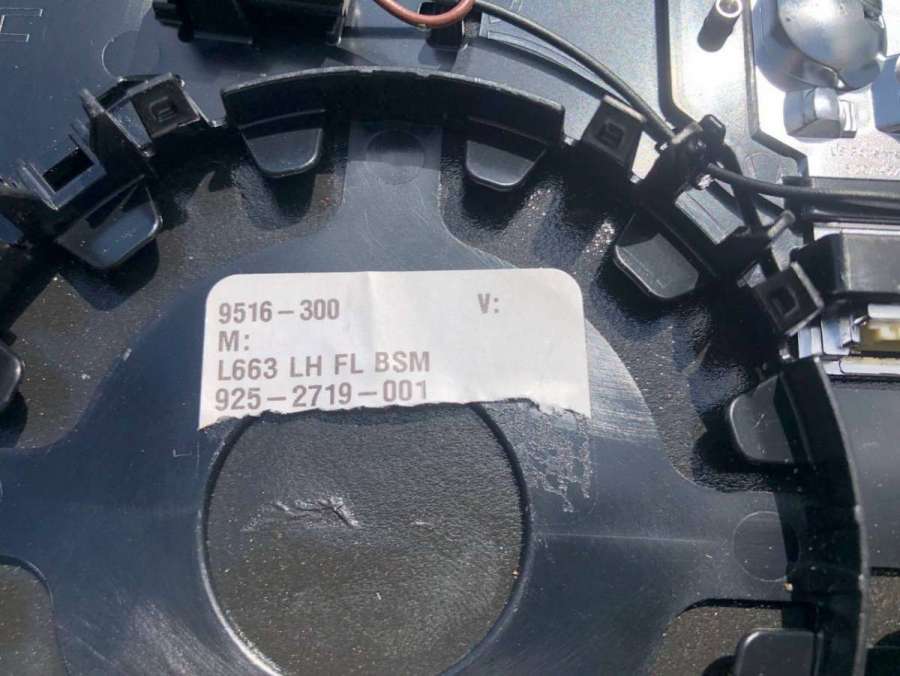 9516-300 V:
M:
L663 LH FL BSM
925-2719-001